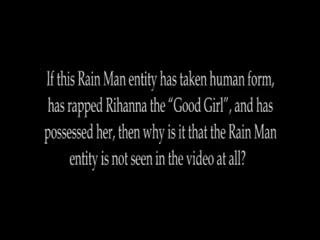 If this Rain Man entity has taken human form,
has rapped Rihanna the “Good Girl”, and has
possessed her, then why is it that the Rain Man
entity is not seen in the video at all?